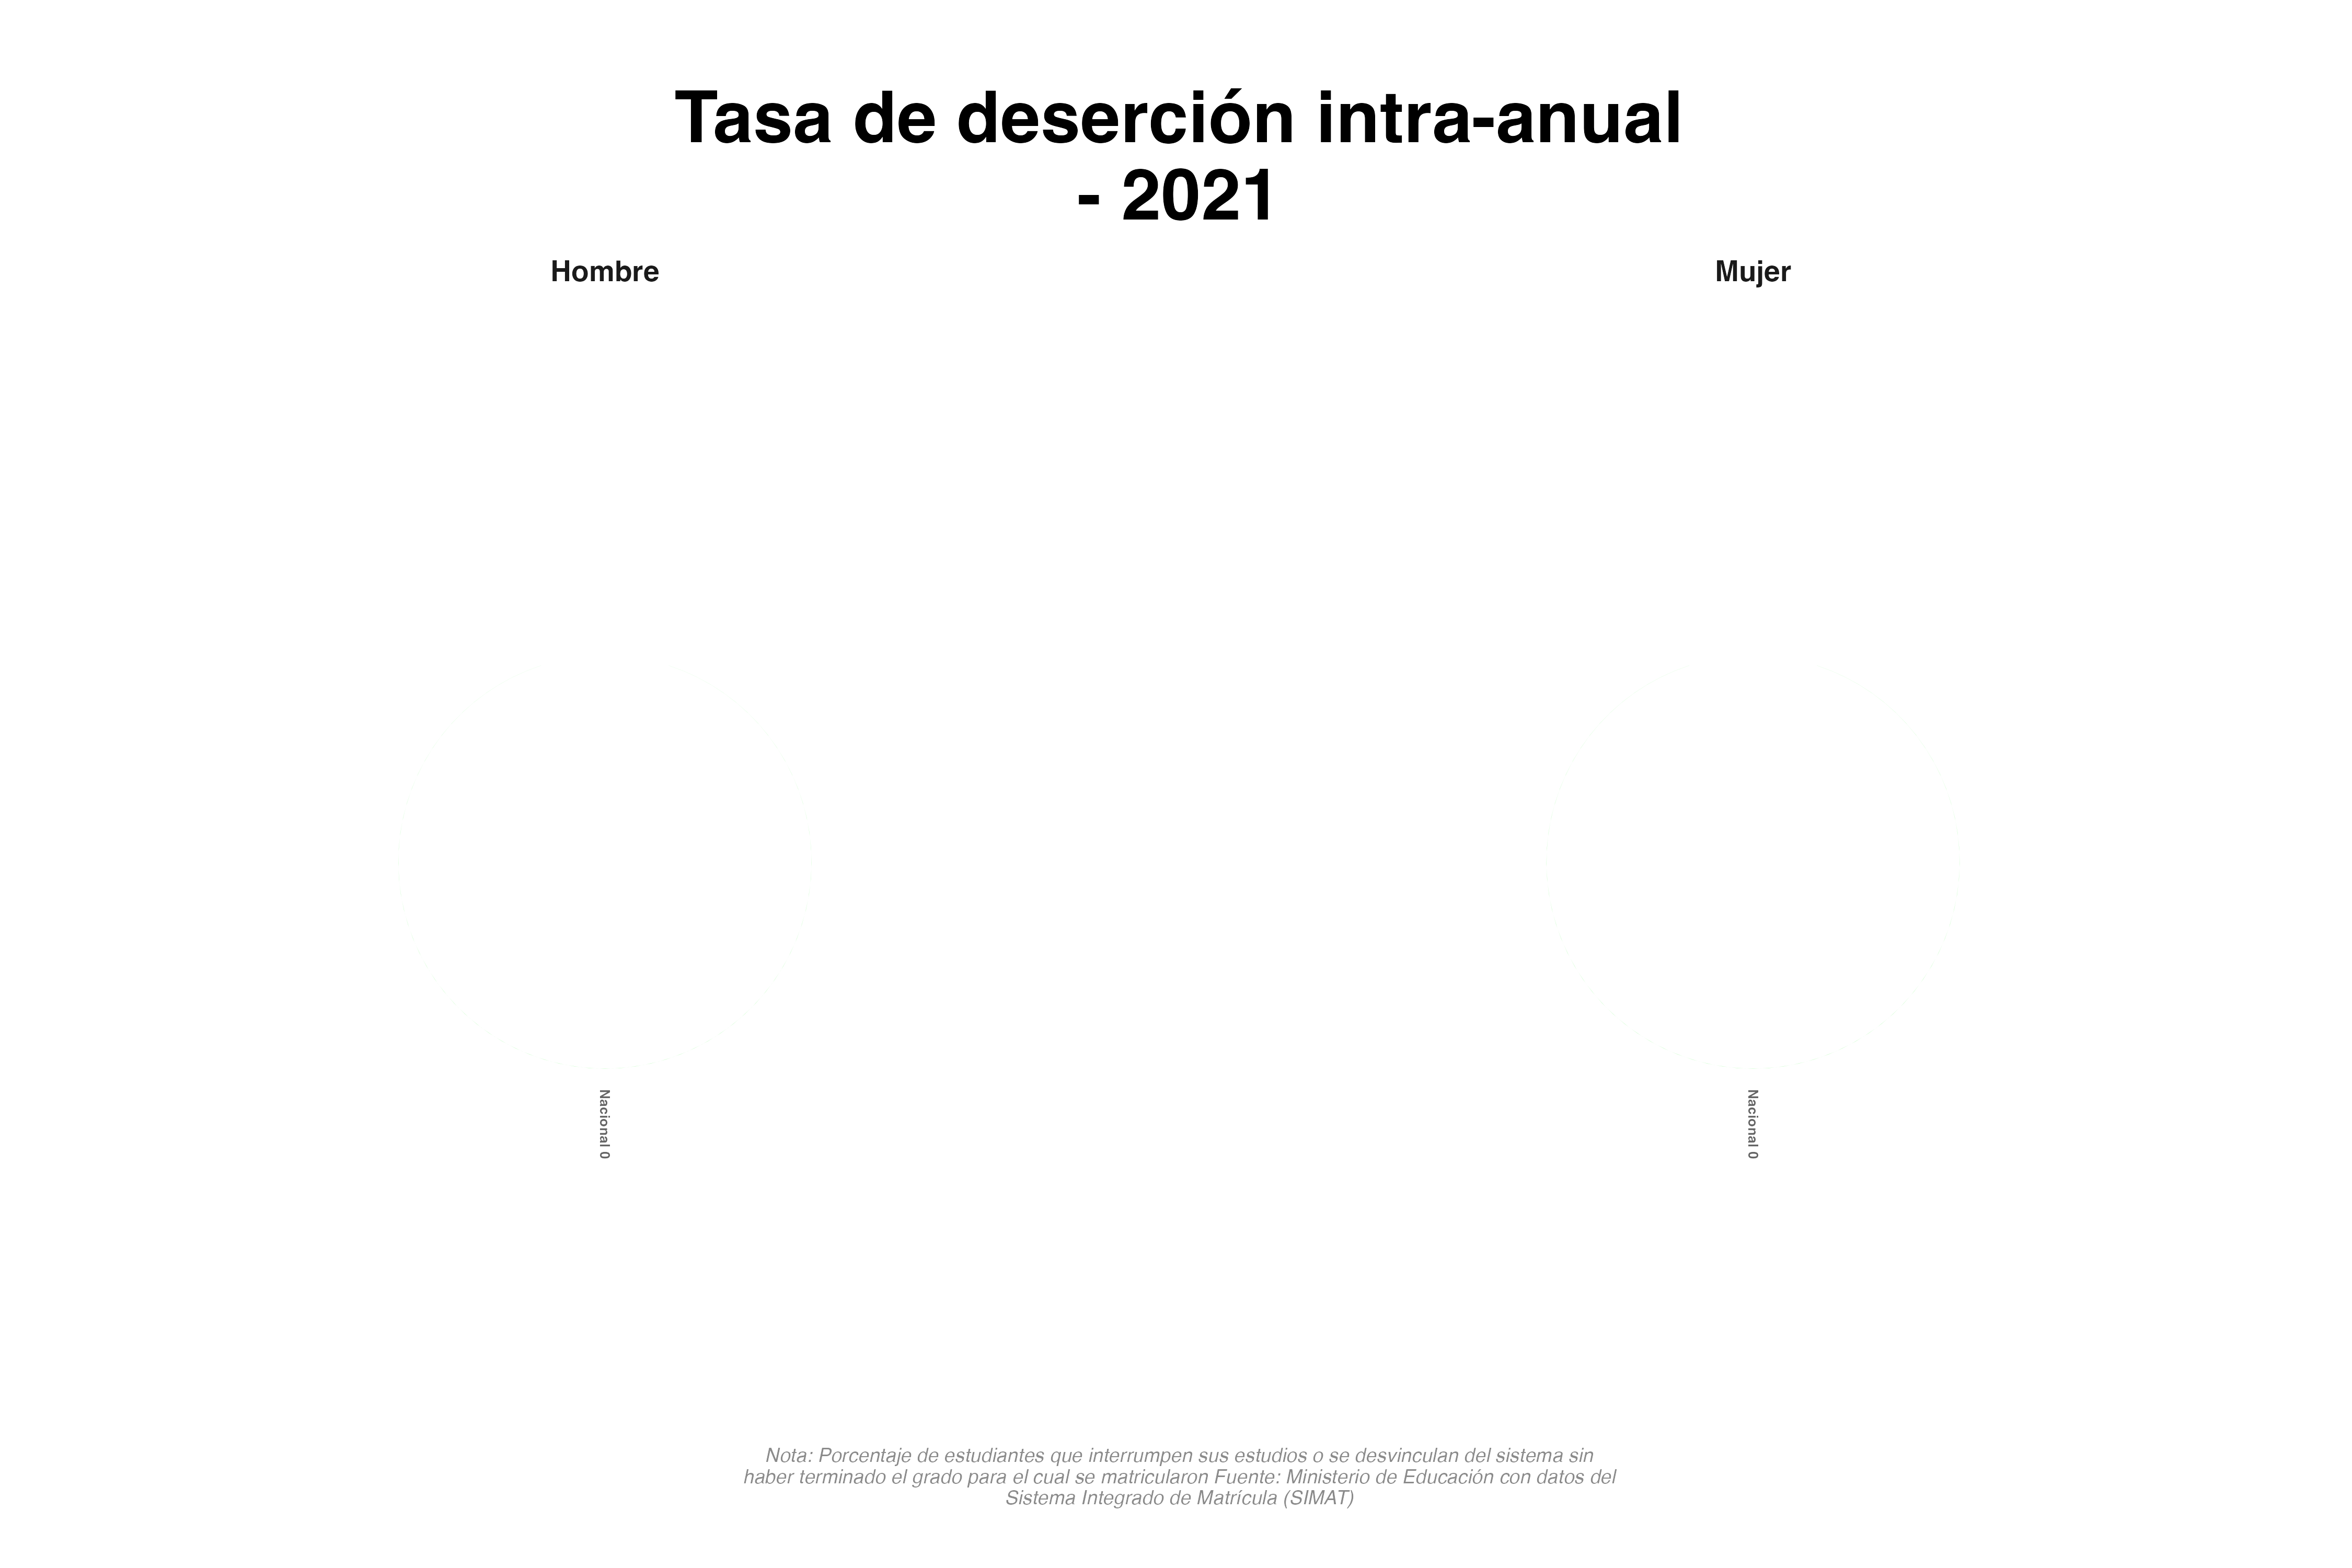 Tasa de deserción intra-anual
- 2021
Hombre
Mujer
Nacional 0
Nacional 0
Nota: Porcentaje de estudiantes que interrumpen sus estudios o se desvinculan del sistema sin
haber terminado el grado para el cual se matricularon Fuente: Ministerio de Educación con datos del
Sistema Integrado de Matrícula (SIMAT)